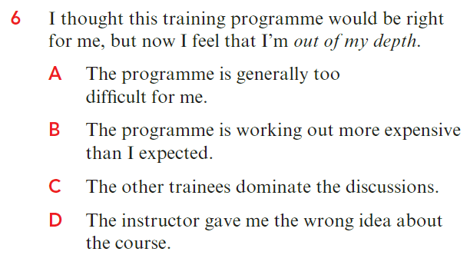 6 I thought this training programme would be right
for me, but now I feel that I'm out of my depth.
A The programme is generally too
difficult for me.
B The programme is working out more expensive
than I expected.
C The other trainees dominate the discussions.
D The instructor gave me the wrong idea about
the course.